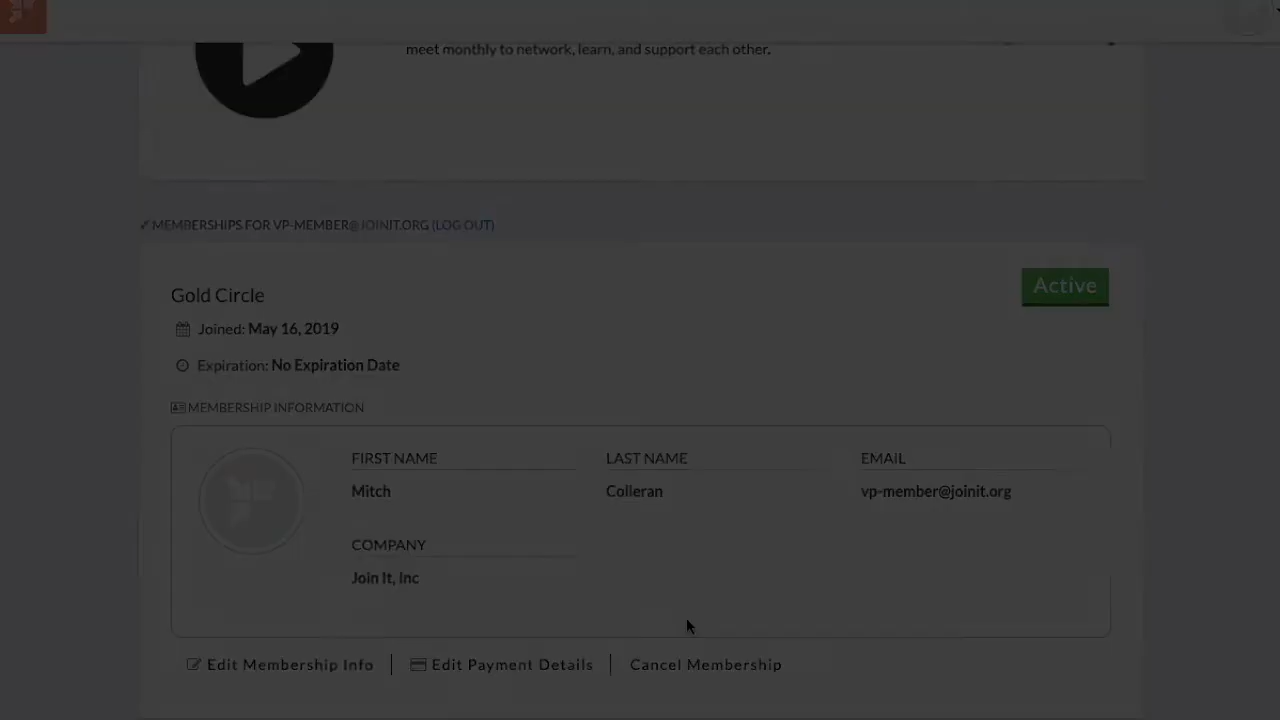 meet monthly to network, learn, and support each other.
✓ MEMBERSHIPS FOR VP-MEMBER@JOINIT.ORG (LOG OUT)
Gold Circle
Active
Joined: May 16, 2019
Expiration: No Expiration Date
MEMBERSHIP INFORMATION
FIRST NAME LAST NAME EMAIL
Mitch Colleran vp-member@joinit.org
COMPANY
Join It, Inc
Edit Membership Info | Edit Payment Details | Cancel Membership